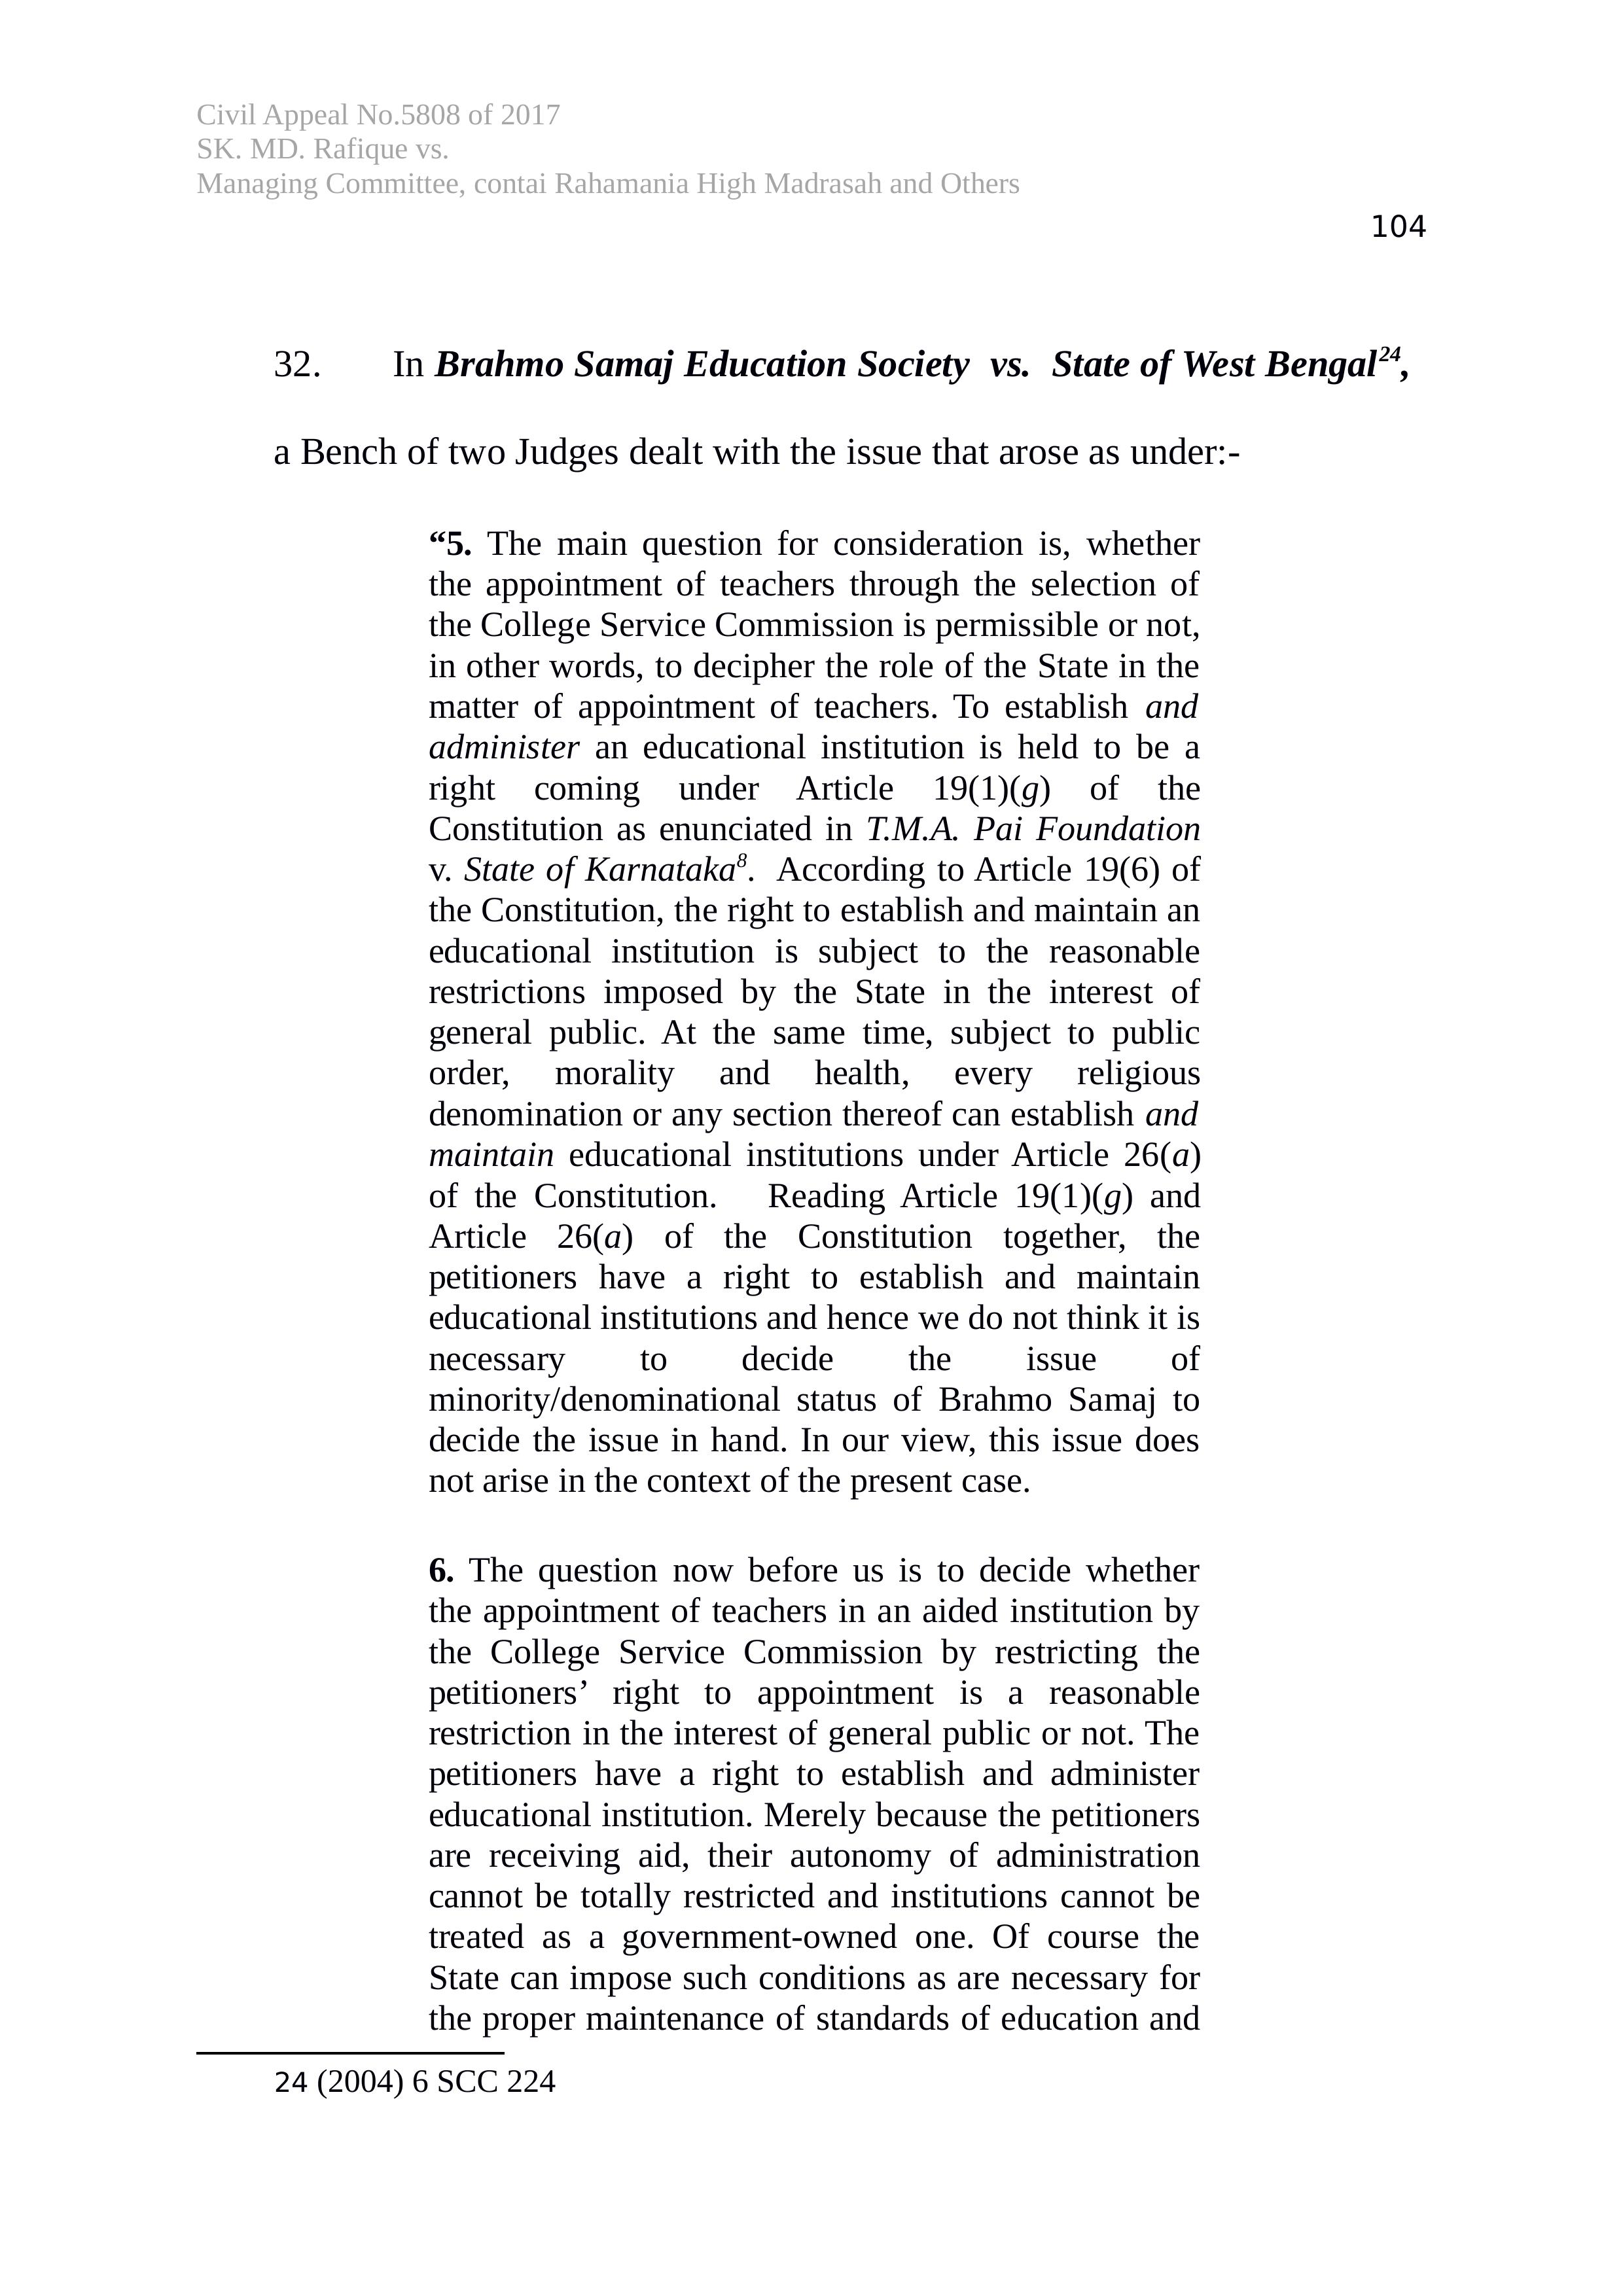 Civil Appeal No.5808 of 2017
SK. MD. Rafique vs.
Managing Committee, contai Rahamania High Madrasah and Others
104
32. In Brahmo Samaj Education Society vs. State of West Bengal24,
a Bench of two Judges dealt with the issue that arose as under:-
“5. The main question for consideration is, whether
the appointment of teachers through the selection of
the College Service Commission is permissible or not,
in other words, to decipher the role of the State in the
matter of appointment of teachers. To establish and
administer an educational institution is held to be a
right coming under Article 19(1)(g) of the
Constitution as enunciated in T.M.A. Pai Foundation
v. State of Karnataka8. According to Article 19(6) of
the Constitution, the right to establish and maintain an
educational institution is subject to the reasonable
restrictions imposed by the State in the interest of
general public. At the same time, subject to public
order, morality and health, every religious
denomination or any section thereof can establish and
maintain educational institutions under Article 26(a)
of the Constitution. Reading Article 19(1)(g) and
Article 26(a) of the Constitution together, the
petitioners have a right to establish and maintain
educational institutions and hence we do not think it is
necessary to decide the issue of
minority/denominational status of Brahmo Samaj to
decide the issue in hand. In our view, this issue does
not arise in the context of the present case.
6. The question now before us is to decide whether
the appointment of teachers in an aided institution by
the College Service Commission by restricting the
petitioners’ right to appointment is a reasonable
restriction in the interest of general public or not. The
petitioners have a right to establish and administer
educational institution. Merely because the petitioners
are receiving aid, their autonomy of administration
cannot be totally restricted and institutions cannot be
treated as a government-owned one. Of course the
State can impose such conditions as are necessary for
the proper maintenance of standards of education and
24 (2004) 6 SCC 224